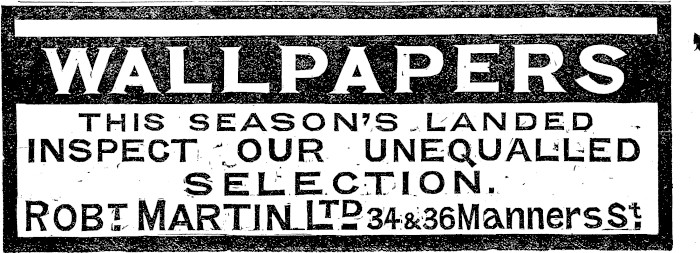 WALLPAPERS
THIS SEASON'S LANDED
INSPECT OUR UNEQUALLED
SELECTION.
ROBT. MARTIN LTD 34 & 36 Manners St.